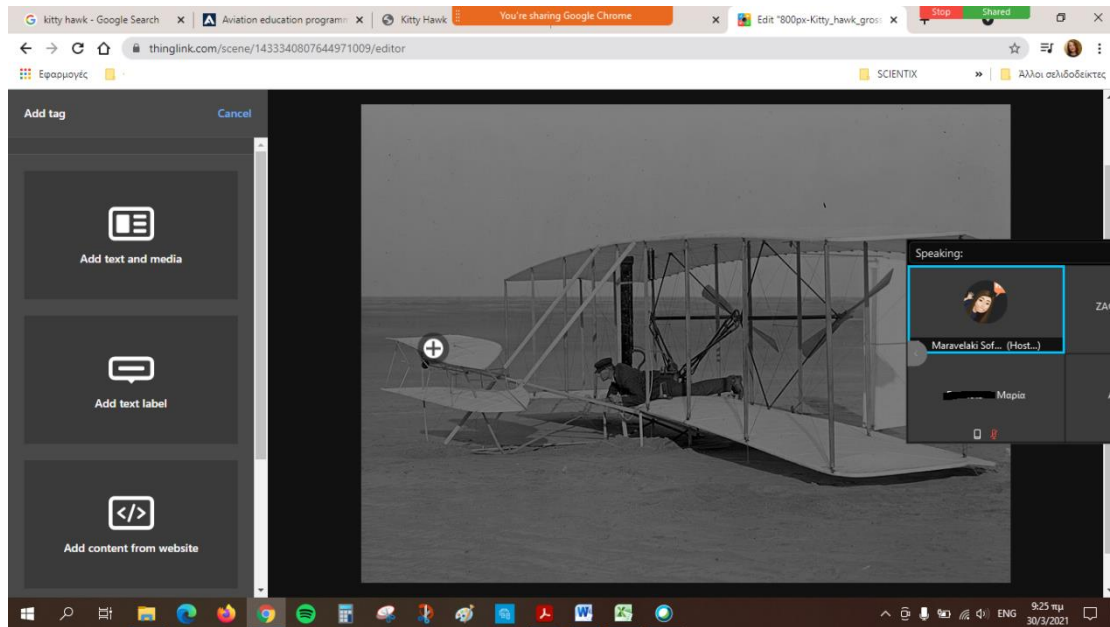 kitty hawk - Google Search
Aviation education programm
Kitty Hawk
You're sharing Google Chrome
Edit "800px-Kitty_hawk_gross
Stop
Shared
thinglink.com/scene/1433340807644971009/editor
Εφαρμογές
SCIENTIX
»
Άλλοι σελιδοδείκτες
Add tag
Cancel
Add text and media
Add text label
Add content from website
Speaking:
Maravelaki Sof... (Host...)
Μαρία
ENG
9:25 πμ
30/3/2021